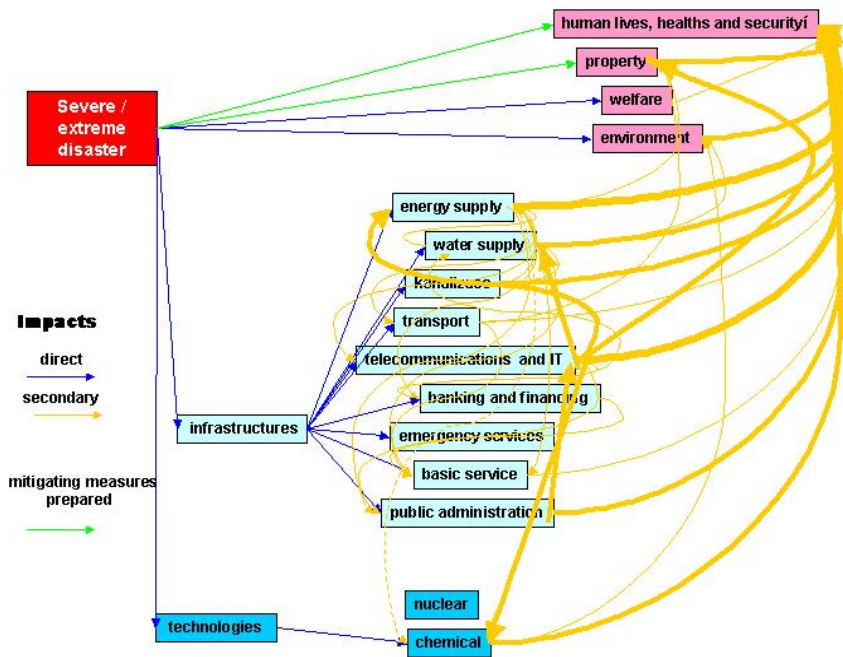 human lives, healths and securityí
property
welfare
environment
Severe /
extreme
disaster
energy supply
water supply
kanalizace
transport
telecommunications and IT
banking and financing
emergency services
basic service
public administration
infrastructures
Impacts
direct
secondary
mitigating measures
prepared
technologies
nuclear
chemical